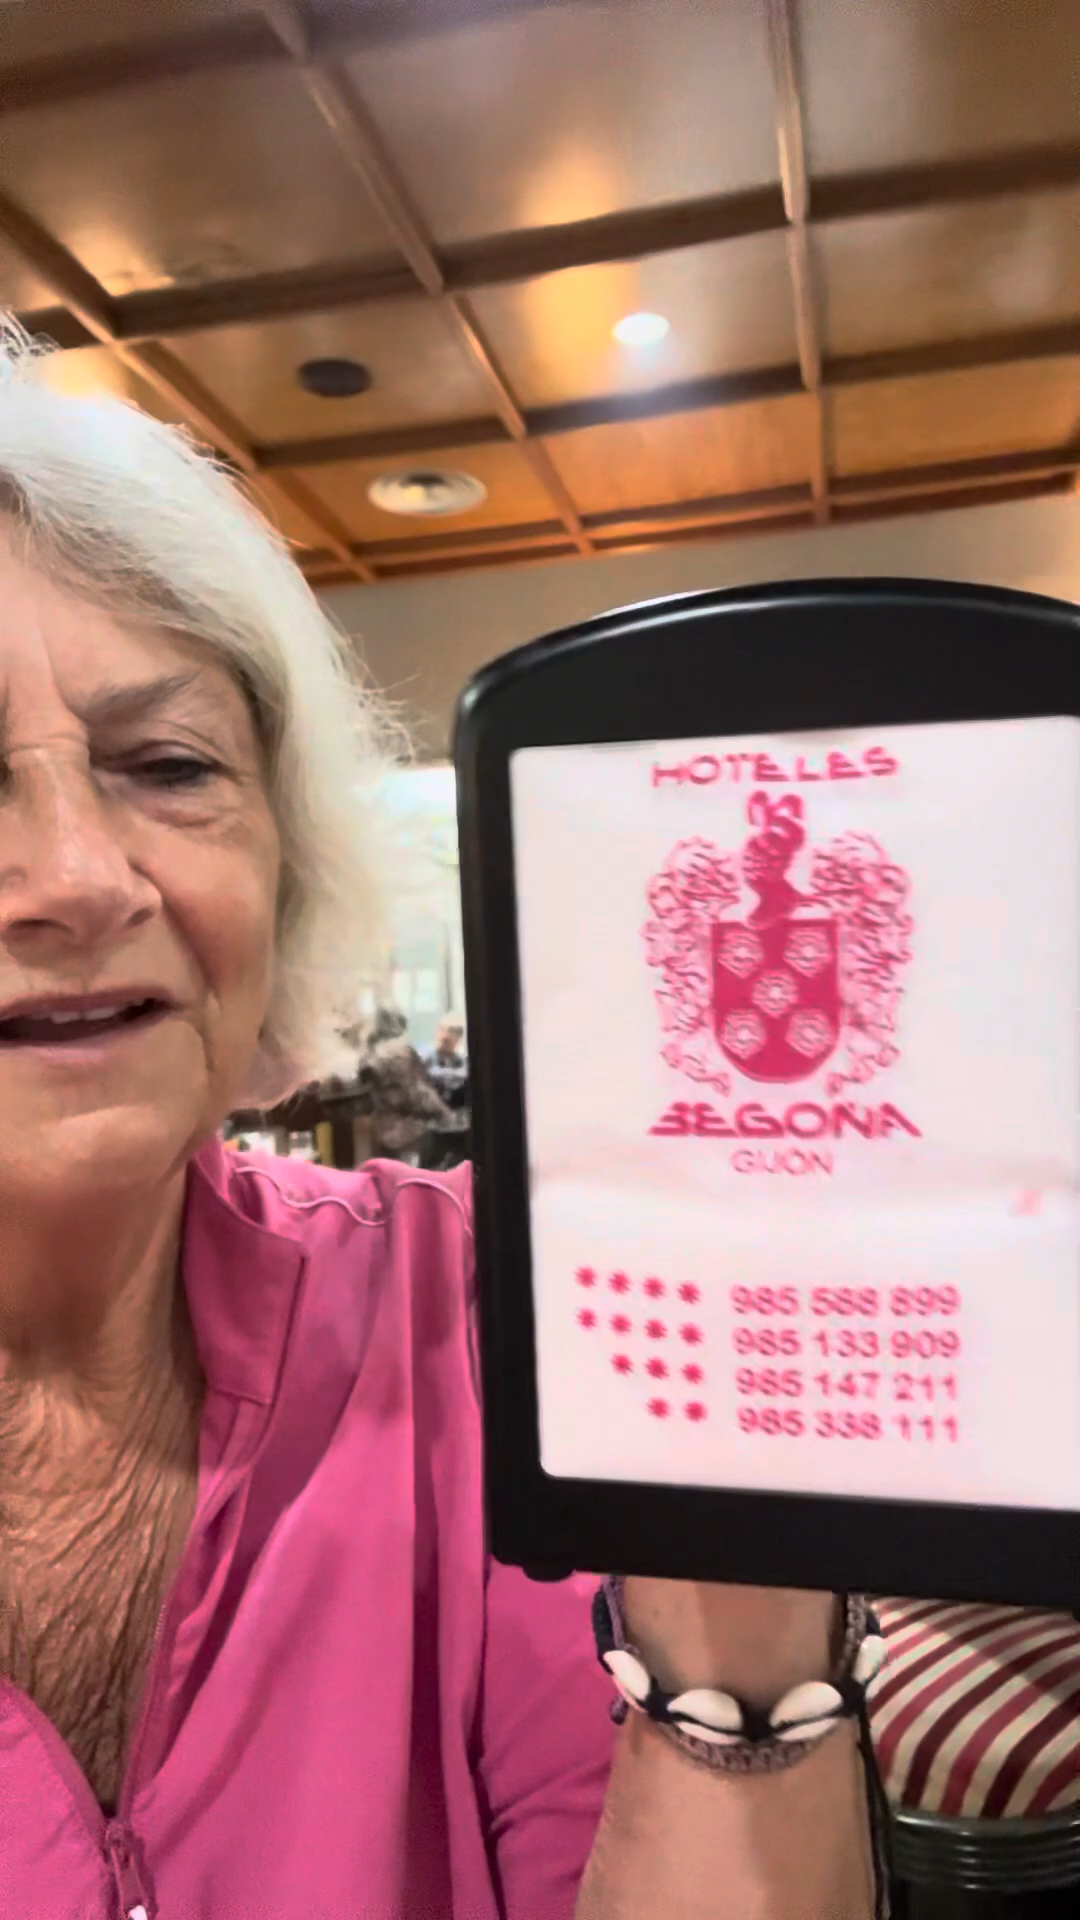 HOTELES
BEGOÑA
GIJÓN
**** 985 588 899
**** 985 133 909
*** 985 147 211
** 985 338 111